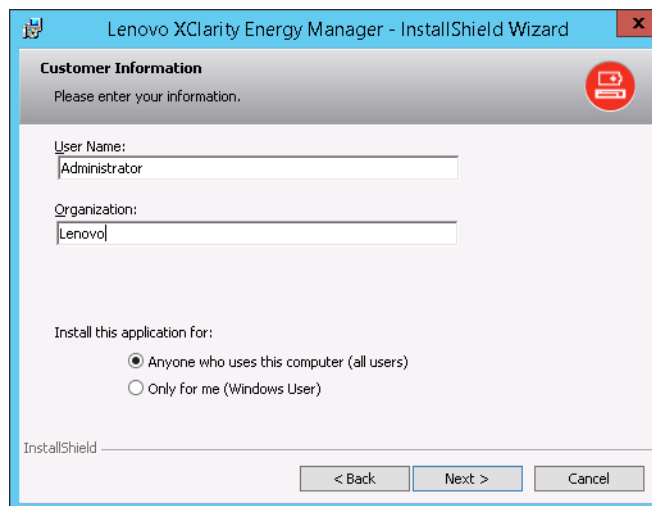 Lenovo XClarity Energy Manager - InstallShield Wizard
x
Customer Information
Please enter your information.
User Name:
Administrator
Organization:
Lenovo
Install this application for:
Anyone who uses this computer (all users)
Only for me (Windows User)
InstallShield
< Back
Next >
Cancel